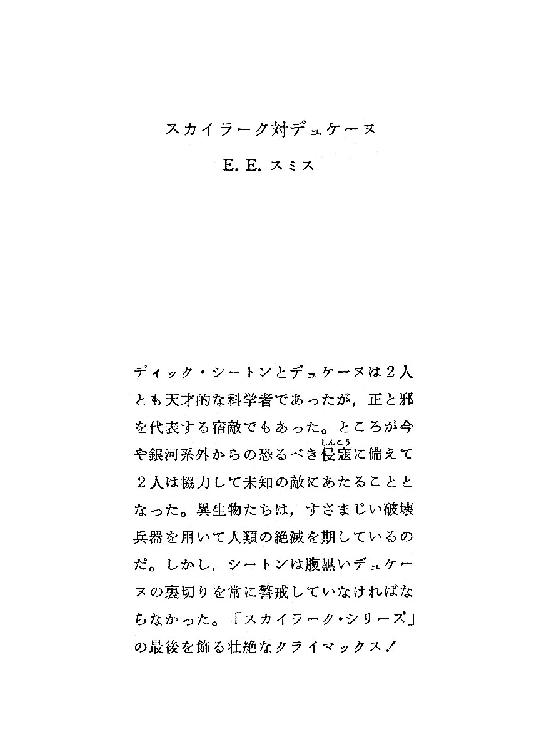 スカイラーク対デュケーヌ
E. E. スミス
ディック・シートンとデュケーヌは２人
とも天才的な科学者であったが，正と邪
を代表する宿敵でもあった。ところが今
や銀河系外からの恐るべき侵寇に備えて
２人は協力して未知の敵にあたることと
なった。異生物たちは，すさまじい破壊
兵器を用いて人類の絶滅を期しているの
だ。しかし，シートンは腹黒いデュケー
ヌの裏切りを常に警戒していなければな
らなかった。「スカイラーク・シリーズ」
の最後を飾る壮絶なクライマックス！